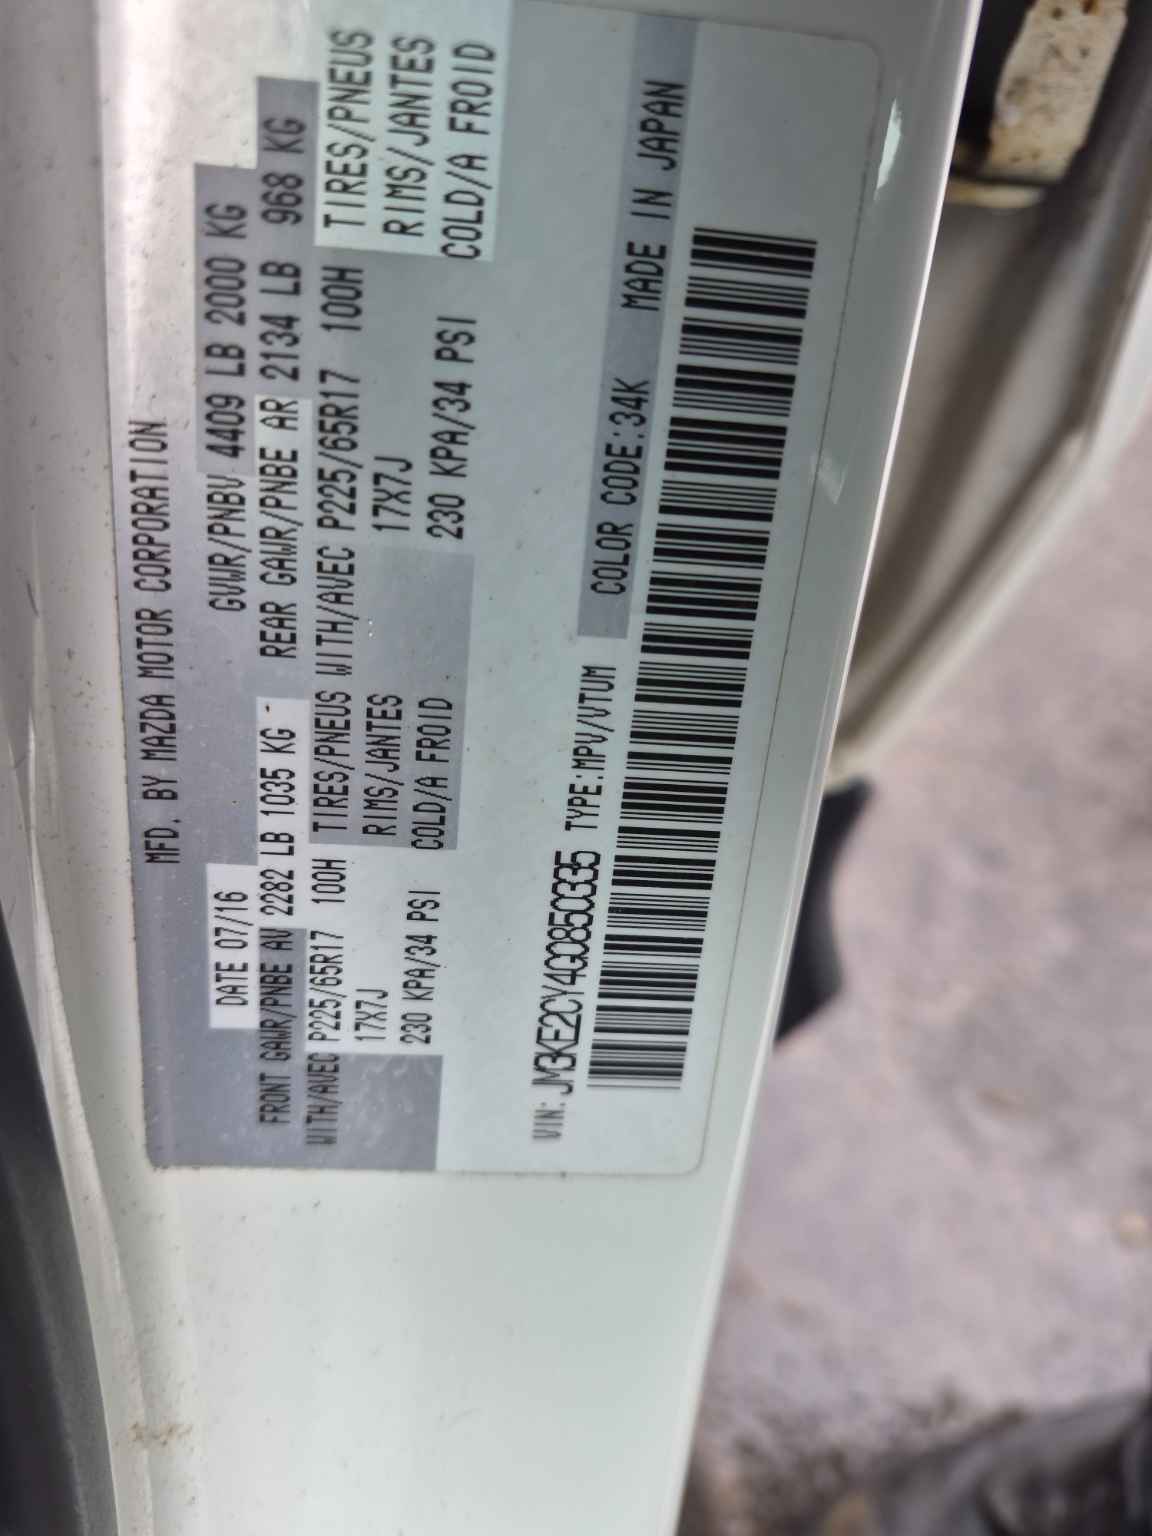 MFD. BY MAZDA MOTOR CORPORATION
DATE 07/16 GVWR/PNBV 4409 LB 2000 KG
FRONT GAWR/PNBE AV 2282 LB 1035 KG REAR GAWR/PNBE AR 2134 LB 968 KG
WITH/AVEC P225/65R17 100H TIRES/PNEUS WITH/AVEC P225/65R17 100H TIRES/PNEUS
17X7J RIMS/JANTES 17X7J RIMS/JANTES
230 KPA/34 PSI COLD/A FROID 230 KPA/34 PSI COLD/A FROID
VIN: JM3KE2CY4G0850335 TYPE:MPV/VTUM COLOR CODE:34K MADE IN JAPAN